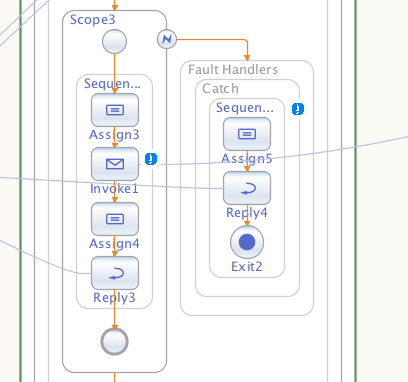 Scope3
Sequen...
Assign3
Invoke1
Assign4
Reply3
Fault Handlers
Catch
Sequen...
Assign5
Reply4
Exit2